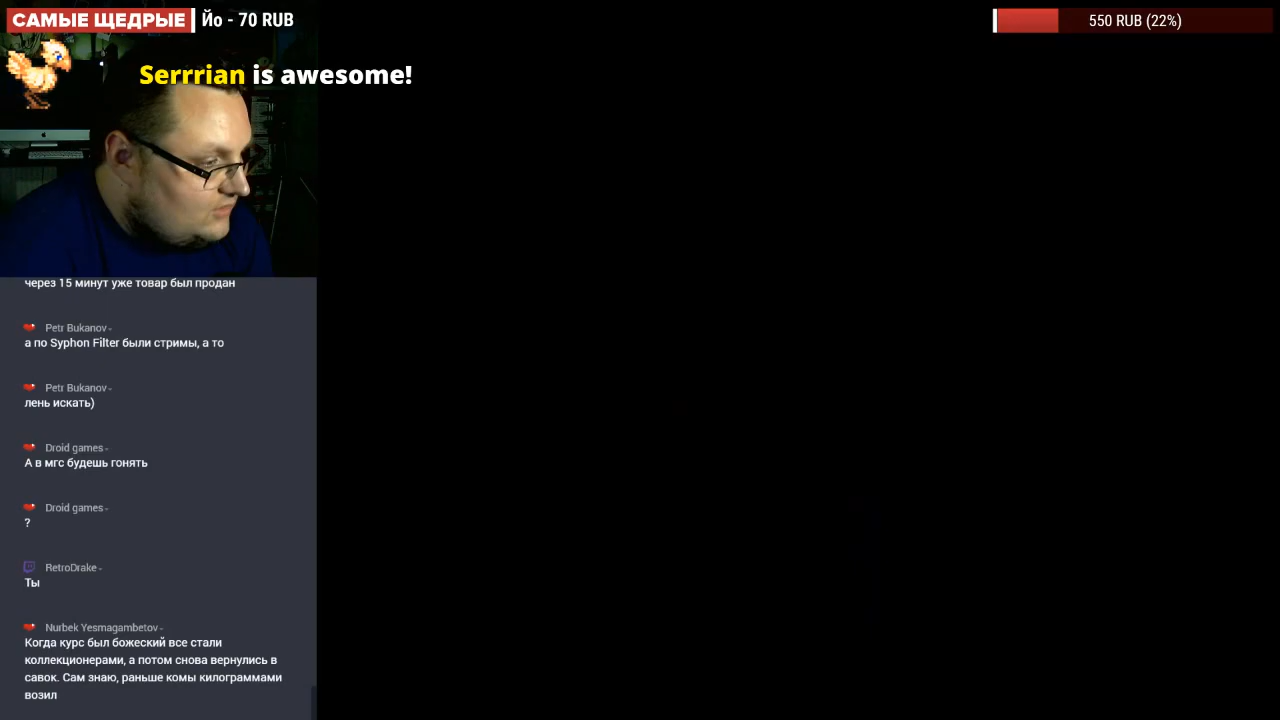 САМЫЕ ЩЕДРЫЕ Йо - 70 RUB
550 RUB (22%)
Serrrian is awesome!
через 15 минут уже товар был продан
Petr Bukanov-
а по Syphon Filter были стримы, а то
Petr Bukanov-
лень искать)
Droid games-
А в мгс будешь гонять
Droid games-
?
RetroDrake-
Ты
Nurbek Yesmagambetov-
Когда курс был божеский все стали
коллекционерами, а потом снова вернулись в
савок. Сам знаю, раньше комы килограммами
возил